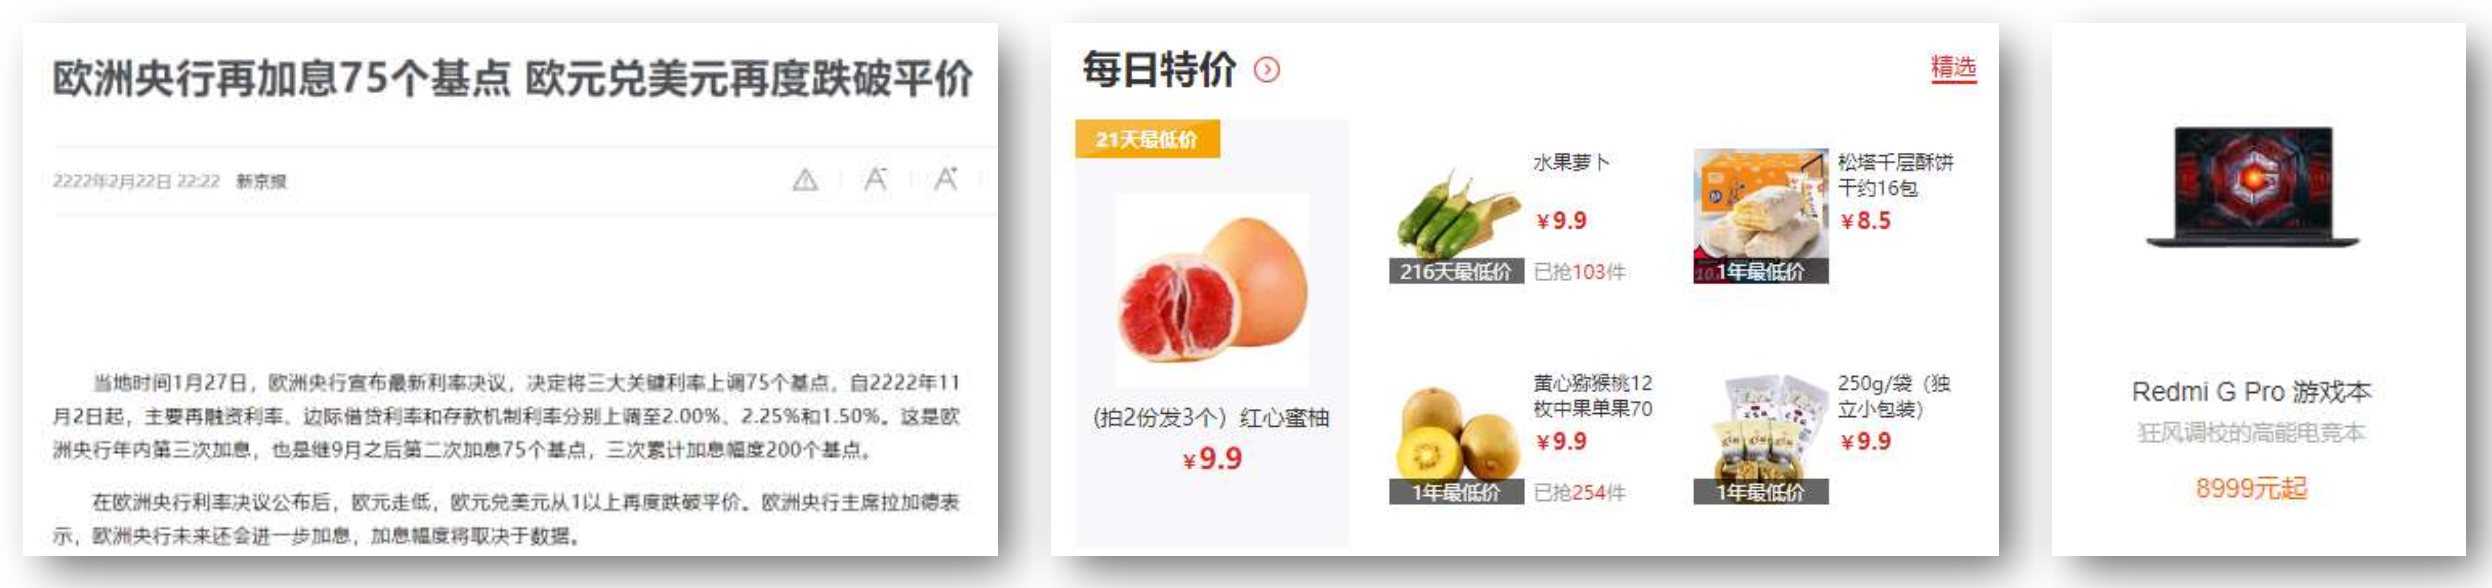 欧洲央行再加息75个基点 欧元兑美元再度跌破平价
2222年2月22日 22:22 新京报
A-
A+
当地时间1月27日，欧洲央行宣布最新利率决议，决定将三大关键利率上调75个基点，自2222年11
月2日起，主要再融资利率、边际借贷利率和存款机制利率分别上调至2.00%、2.25%和1.50%。这是欧
洲央行年内第三次加息，也是继9月之后第二次加息75个基点，三次累计加息幅度200个基点。
在欧洲央行利率决议公布后，欧元走低，欧元兑美元从1以上再度跌破平价。欧洲央行主席拉加德表
示，欧洲央行未来还会进一步加息，加息幅度将取决于数据。
每日特价
精选
21天最低价
(拍2份发3个）红心蜜柚
￥9.9
水果萝卜
￥9.9
216天最低价
已抢103件
松塔千层酥饼
干约16包
￥8.5
1年最低价
黄心猕猴桃12
枚中果单果70
￥9.9
1年最低价
已抢254件
250g/袋（独
立小包装）
￥9.9
1年最低价
Redmi G Pro 游戏本
狂风调校的高能电竞本
8999元起